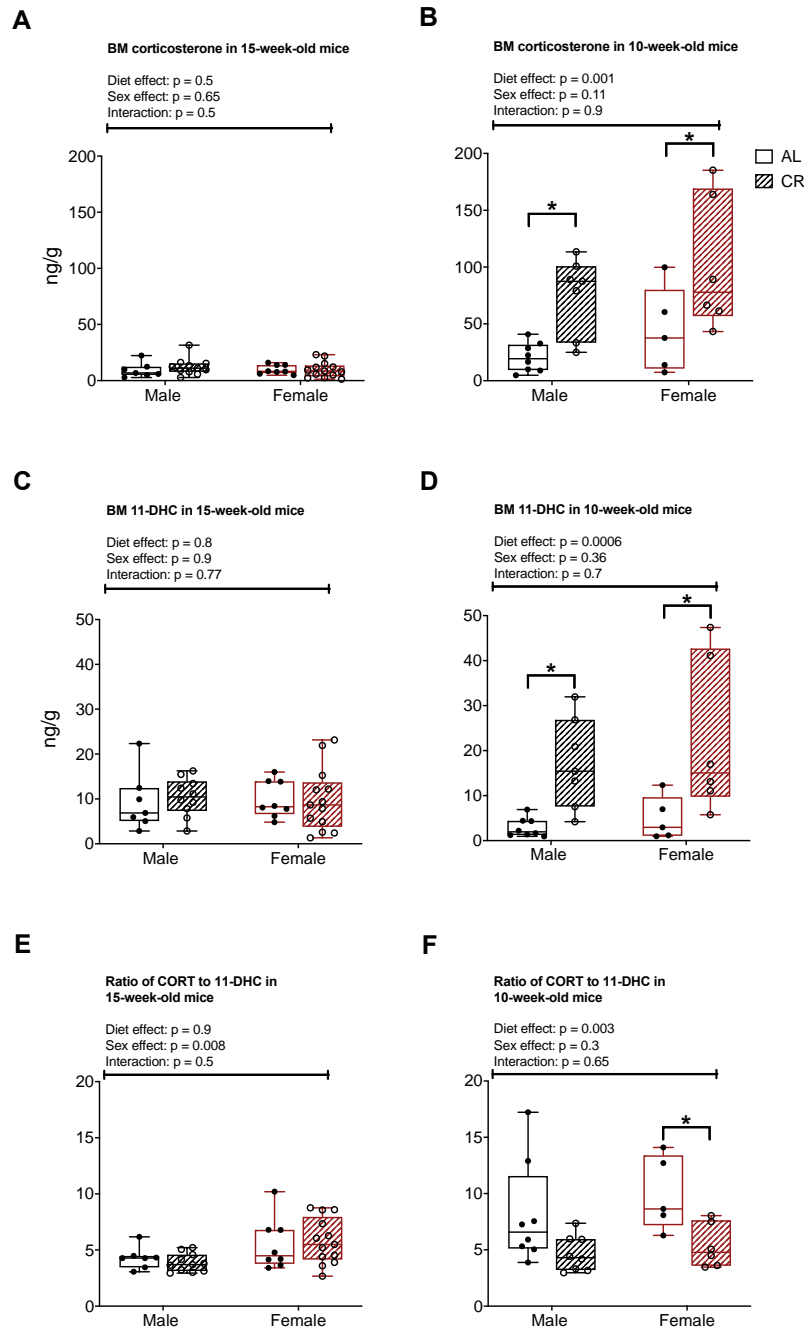 A
BM corticosterone in 15-week-old mice
Diet effect: p = 0.5
Sex effect: p = 0.65
Interaction: p = 0.5
200
150
100
50
0
ng/g
Male
Female
B
BM corticosterone in 10-week-old mice
Diet effect: p = 0.001
Sex effect: p = 0.11
Interaction: p = 0.9
*
*
AL
CR
200
150
100
50
0
Male
Female
C
BM 11-DHC in 15-week-old mice
Diet effect: p = 0.8
Sex effect: p = 0.9
Interaction: p = 0.77
50
40
30
20
10
0
ng/g
Male
Female
D
BM 11-DHC in 10-week-old mice
Diet effect: p = 0.0006
Sex effect: p = 0.36
Interaction: p = 0.7
*
*
50
40
30
20
10
0
Male
Female
E
Ratio of CORT to 11-DHC in
15-week-old mice
Diet effect: p = 0.9
Sex effect: p = 0.008
Interaction: p = 0.5
20
15
10
5
0
Male
Female
F
Ratio of CORT to 11-DHC in
10-week-old mice
Diet effect: p = 0.003
Sex effect: p = 0.3
Interaction: p = 0.65
*
20
15
10
5
0
Male
Female